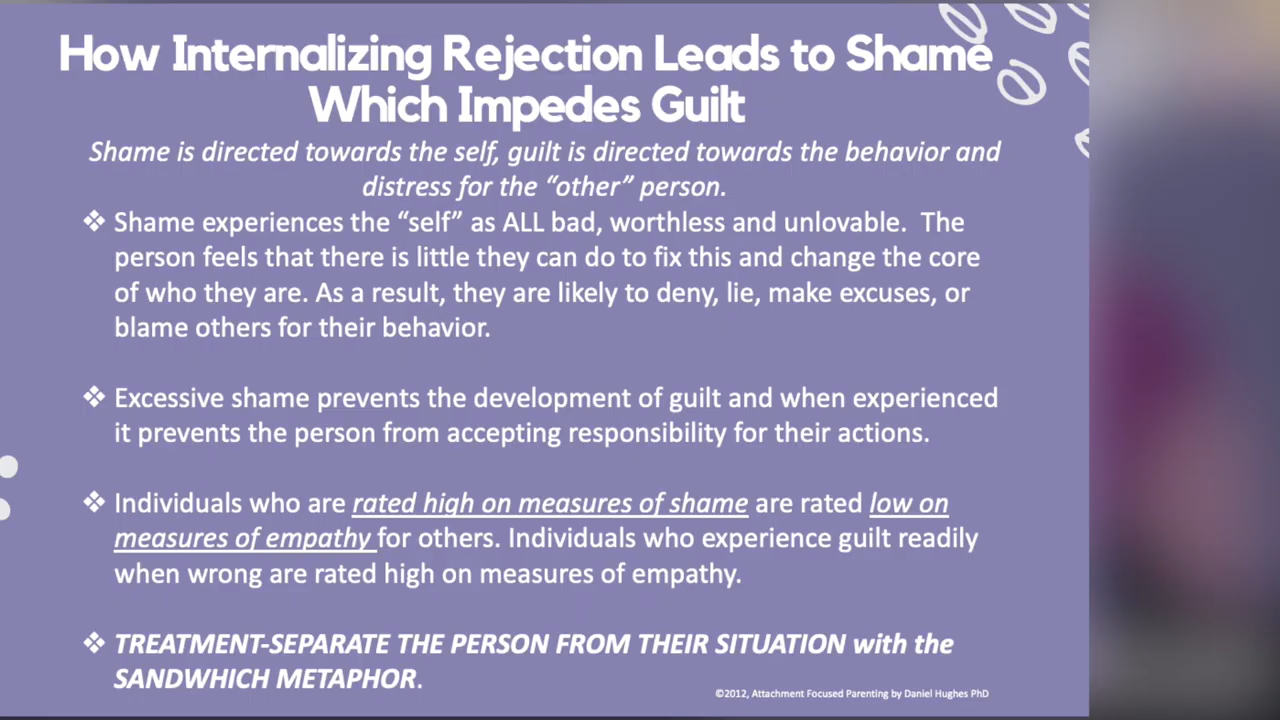 How Internalizing Rejection Leads to Shame
Which Impedes Guilt
Shame is directed towards the self, guilt is directed towards the behavior and
distress for the “other” person.
❖ Shame experiences the “self” as ALL bad, worthless and unlovable.  The
person feels that there is little they can do to fix this and change the core
of who they are. As a result, they are likely to deny, lie, make excuses, or
blame others for their behavior.
❖ Excessive shame prevents the development of guilt and when experienced
it prevents the person from accepting responsibility for their actions.
❖ Individuals who are rated high on measures of shame are rated low on
measures of empathy for others. Individuals who experience guilt readily
when wrong are rated high on measures of empathy.
❖ TREATMENT-SEPARATE THE PERSON FROM THEIR SITUATION with the
SANDWHICH METAPHOR.
©2012, Attachment Focused Parenting by Daniel Hughes PhD